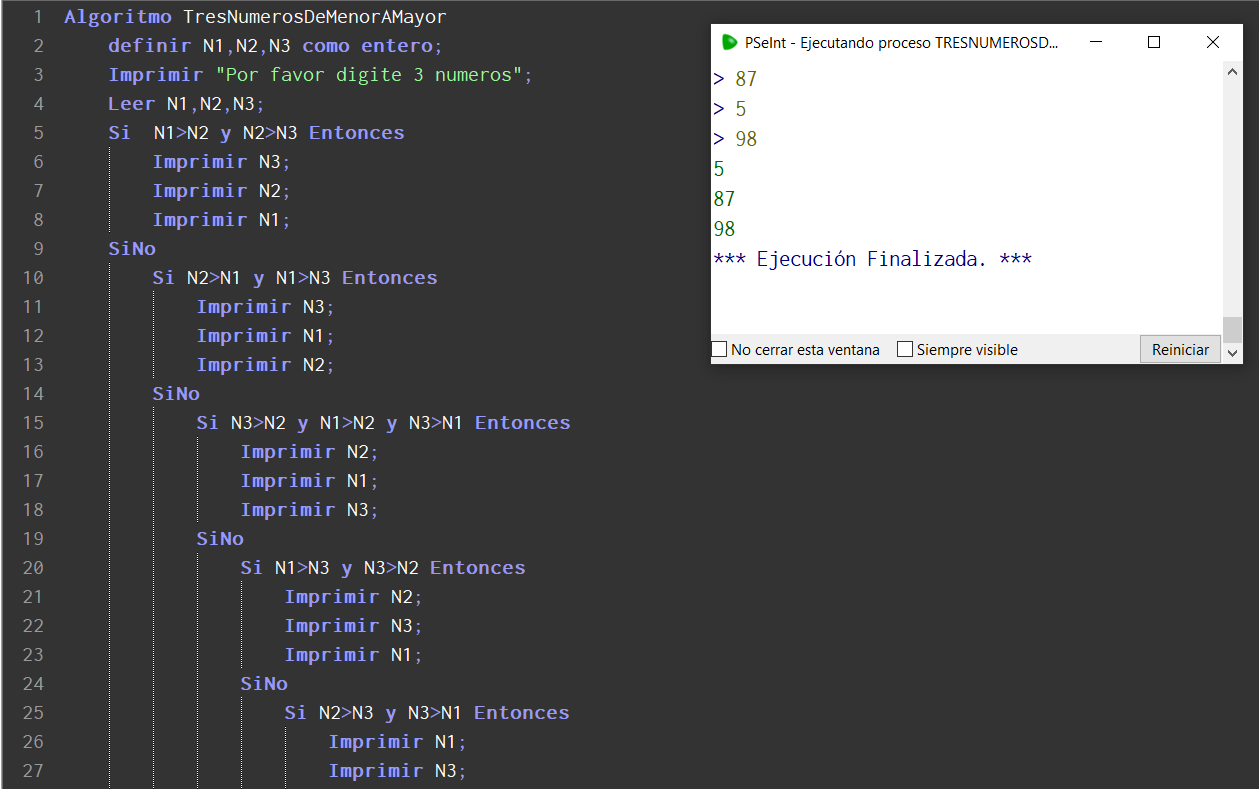 1 Algoritmo TresNumerosDeMenorAMayor
2 definir N1,N2,N3 como entero;
3 Imprimir "Por favor digite 3 numeros";
4 Leer N1,N2,N3;
5 Si N1>N2 y N2>N3 Entonces
6 Imprimir N3;
7 Imprimir N2;
8 Imprimir N1;
9 SiNo
10 Si N2>N1 y N1>N3 Entonces
11 Imprimir N3;
12 Imprimir N1;
13 Imprimir N2;
14 SiNo
15 Si N3>N2 y N1>N2 y N3>N1 Entonces
16 Imprimir N2;
17 Imprimir N1;
18 Imprimir N3;
19 SiNo
20 Si N1>N3 y N3>N2 Entonces
21 Imprimir N2;
22 Imprimir N3;
23 Imprimir N1;
24 SiNo
25 Si N2>N3 y N3>N1 Entonces
26 Imprimir N1;
27 Imprimir N3;
PSeInt - Ejecutando proceso TRESNUMEROSD...
> 87
> 5
> 98
5
87
98
*** Ejecución Finalizada. ***
No cerrar esta ventana Siempre visible Reiniciar